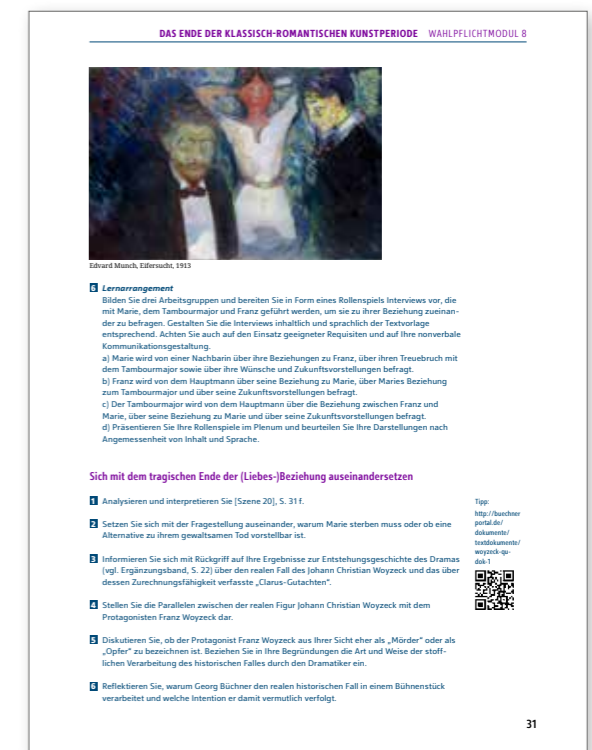 DAS ENDE DER KLASSISCH-ROMANTISCHEN KUNSTPERIODE WAHLPFLICHTMODUL 8
Edvard Munch, Eifersucht, 1913
6 Lernarrangement
Bilden Sie drei Arbeitsgruppen und bereiten Sie in Form eines Rollenspiels Interviews vor, die
mit Marie, dem Tambourmajor und Franz geführt werden, um sie zu ihrer Beziehung zueinan-
der zu befragen. Gestalten Sie die Interviews inhaltlich und sprachlich der Textvorlage
entsprechend. Achten Sie auch auf den Einsatz geeigneter Requisiten und auf Ihre nonverbale
Kommunikationsgestaltung.
a) Marie wird von einer Nachbarin über ihre Beziehungen zu Franz, über ihren Treuebruch mit
dem Tambourmajor sowie über ihre Wünsche und Zukunftsvorstellungen befragt.
b) Franz wird von dem Hauptmann über seine Beziehung zu Marie, über Maries Beziehung
zum Tambourmajor und über seine Zukunftsvorstellungen befragt.
c) Der Tambourmajor wird von dem Hauptmann über die Beziehung zwischen Franz und
Marie, über seine Beziehung zu Marie und über seine Zukunftsvorstellungen befragt.
d) Präsentieren Sie Ihre Rollenspiele im Plenum und beurteilen Sie Ihre Darstellungen nach
Angemessenheit von Inhalt und Sprache.
Sich mit dem tragischen Ende der (Liebes-)Beziehung auseinandersetzen
1 Analysieren und interpretieren Sie [Szene 20], S. 31 f.
2 Setzen Sie sich mit der Fragestellung auseinander, warum Marie sterben muss oder ob eine
Alternative zu ihrem gewaltsamen Tod vorstellbar ist.
3 Informieren Sie sich mit Rückgriff auf Ihre Ergebnisse zur Entstehungsgeschichte des Dramas
(vgl. Ergänzungsband, S. 22) über den realen Fall des Johann Christian Woyzeck und das über
dessen Zurechnungsfähigkeit verfasste „Clarus-Gutachten“.
4 Stellen Sie die Parallelen zwischen der realen Figur Johann Christian Woyzeck mit dem
Protagonisten Franz Woyzeck dar.
5 Diskutieren Sie, ob der Protagonist Franz Woyzeck aus Ihrer Sicht eher als „Mörder“ oder als
„Opfer“ zu bezeichnen ist. Beziehen Sie in Ihre Begründungen die Art und Weise der stoff-
lichen Verarbeitung des historischen Falles durch den Dramatiker ein.
6 Reflektieren Sie, warum Georg Büchner den realen historischen Fall in einem Bühnenstück
verarbeitet und welche Intention er damit vermutlich verfolgt.
Tipp:
http://buechner
portal.de/
dokumente/
textdokumente/
woyzeck-qu-
dok-1
31